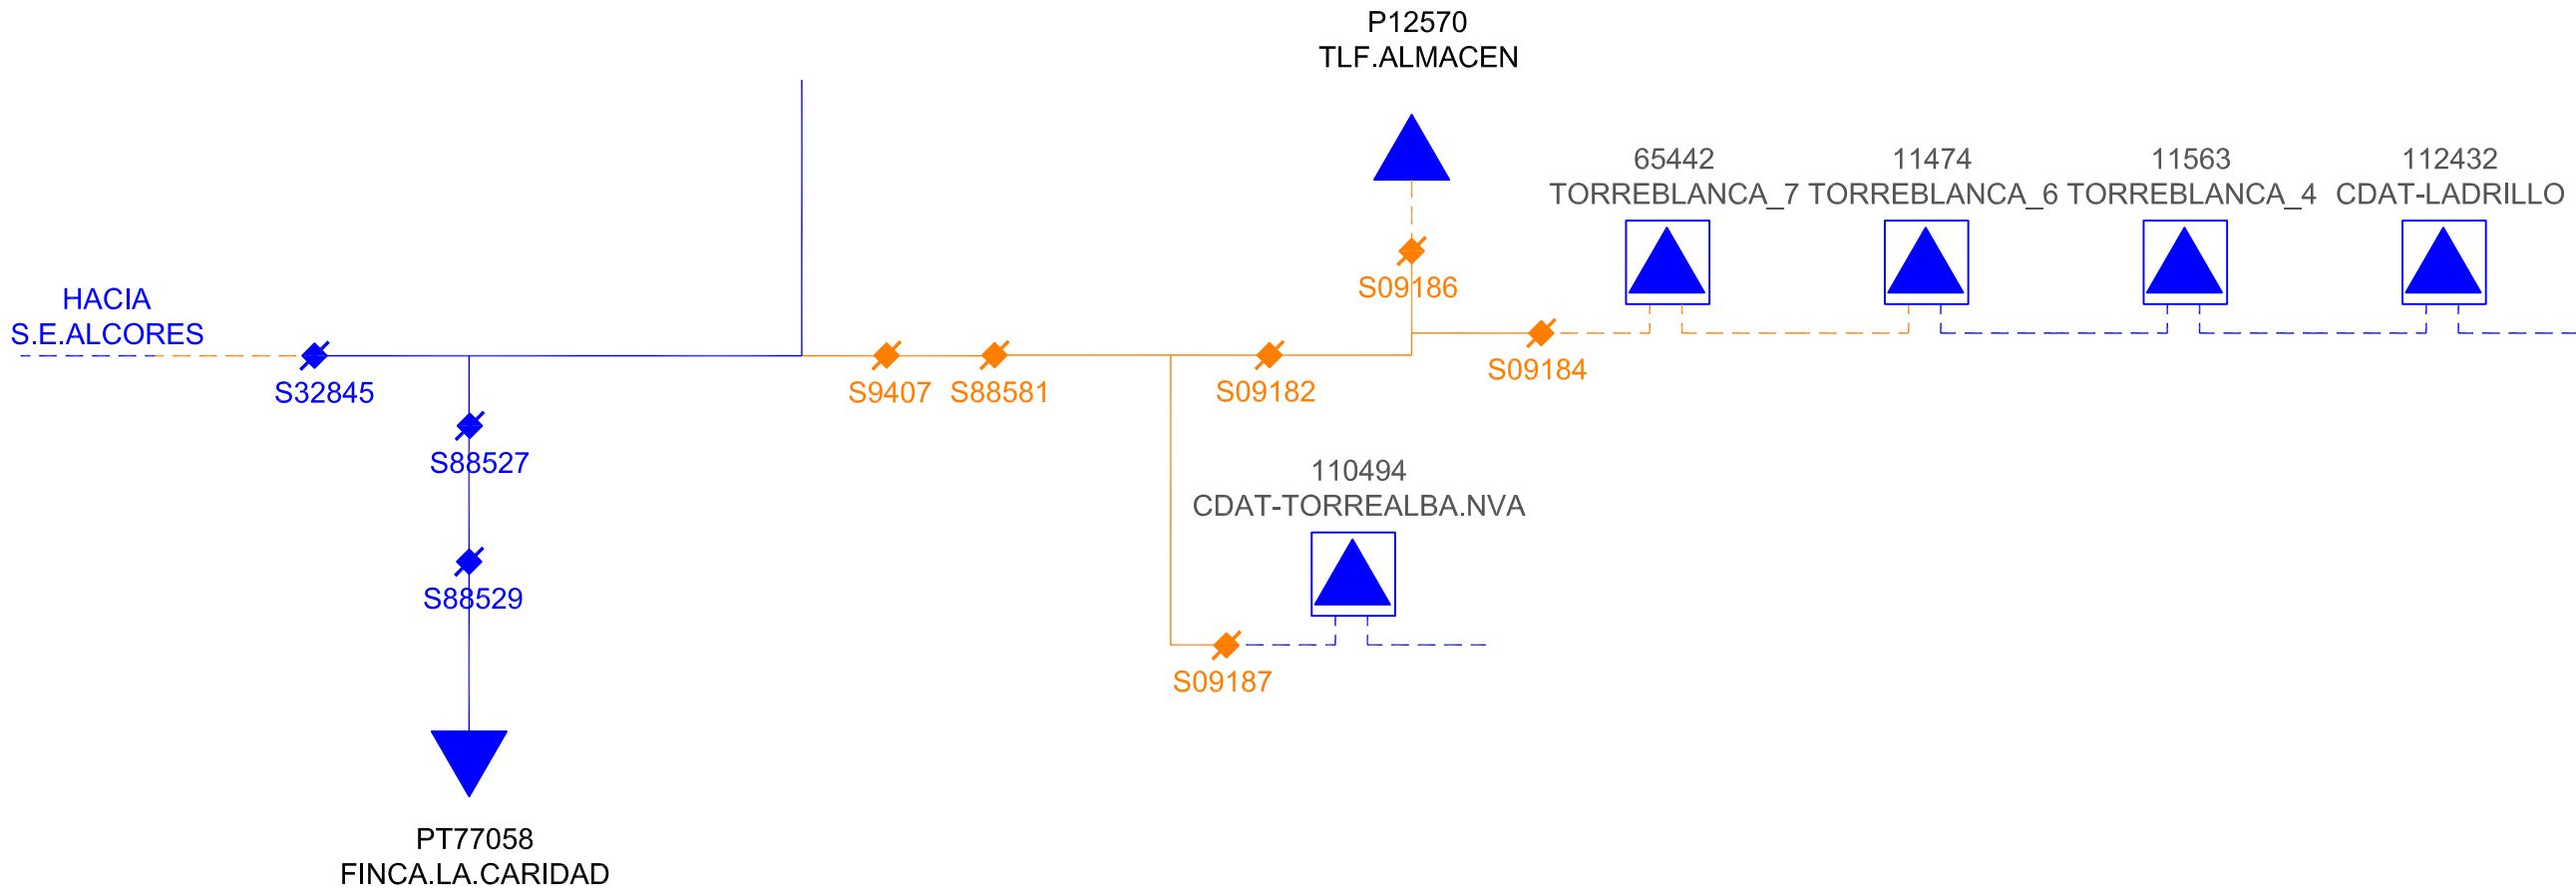 P12570
TLF.ALMACEN
65442
TORREBLANCA_7
11474
TORREBLANCA_6
11563
TORREBLANCA_4
112432
CDAT-LADRILLO
HACIA
S.E.ALCORES
S09186
S32845
S9407
S88581
S09182
S09184
S88527
110494
CDAT-TORREALBA.NVA
S88529
S09187
PT77058
FINCA.LA.CARIDAD